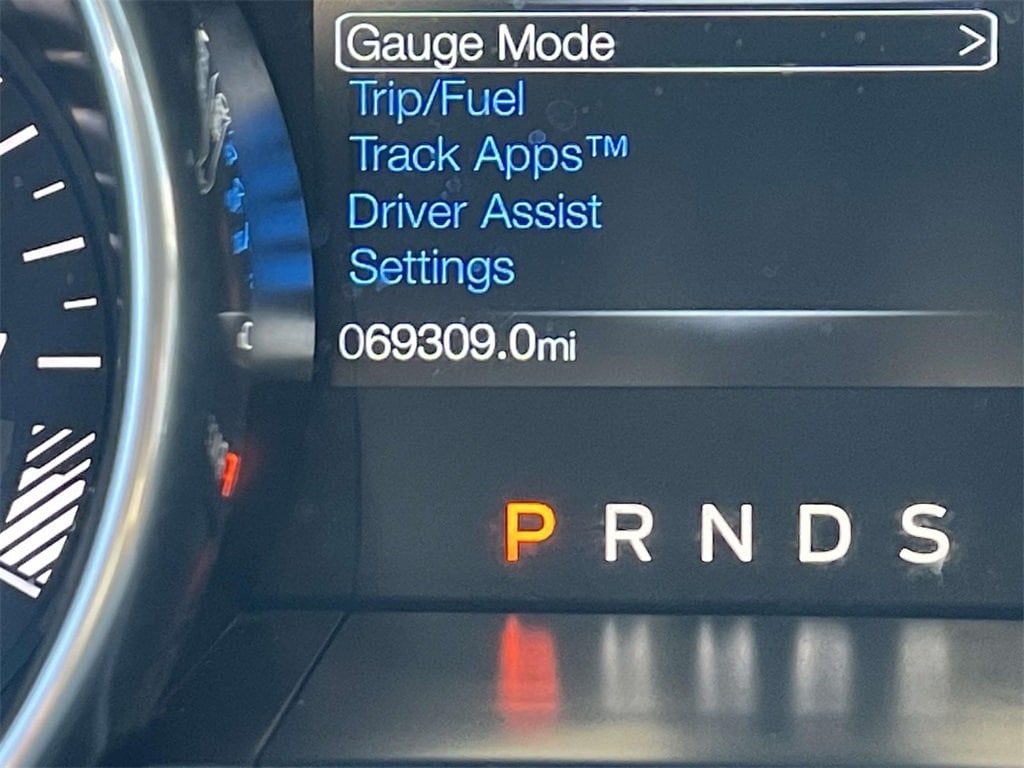 Gauge Mode >
Trip/Fuel
Track Apps™
Driver Assist
Settings
069309.0mi
P R N D S